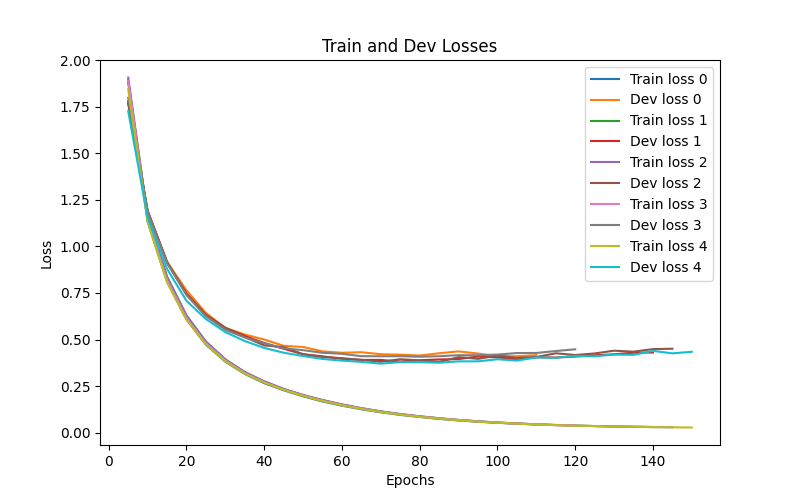 Train and Dev Losses
2.00
1.75
1.50
1.25
1.00
0.75
0.50
0.25
0.00
Loss
Train loss 0
Dev loss 0
Train loss 1
Dev loss 1
Train loss 2
Dev loss 2
Train loss 3
Dev loss 3
Train loss 4
Dev loss 4
0 20 40 60 80 100 120 140
Epochs